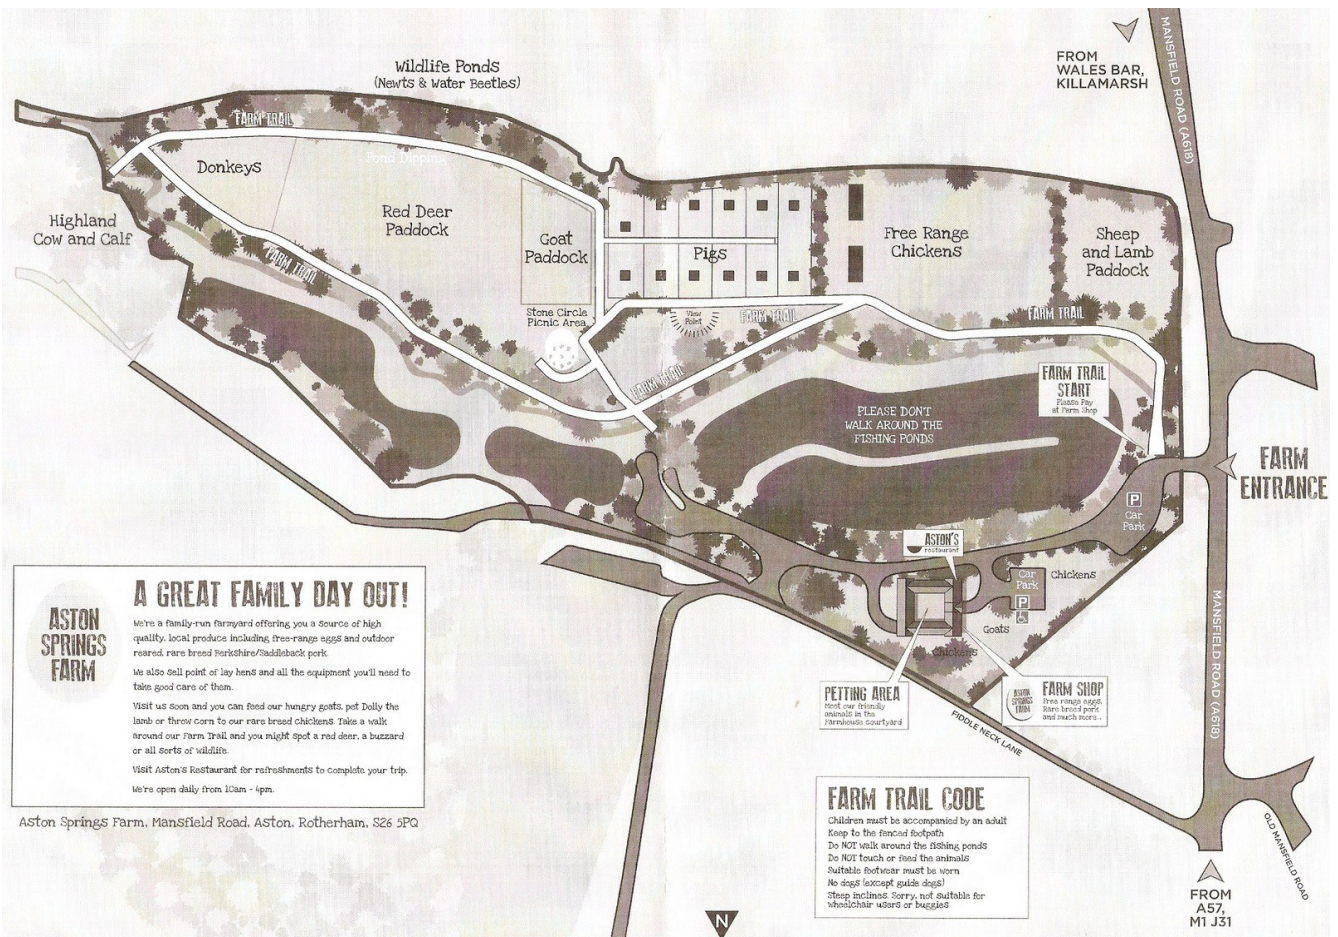 FROM
WALES BAR,
KILLAMARSH
MANSFIELD ROAD (A618)
Wildlife Ponds
(Newts & Water Beetles)
FARM TRAIL
Pond Dipping
Donkeys
Highland
Cow and Calf
Red Deer
Paddock
Goat
Paddock
Pigs
Free Range
Chickens
Sheep
and Lamb
Paddock
FARM TRAIL
Stone Circle
Picnic Area
View
Point
FARM TRAIL
FARM TRAIL
FARM TRAIL
FARM TRAIL
START
Please Pay
at Farm Shop
PLEASE DON'T
WALK AROUND THE
FISHING PONDS
FARM
ENTRANCE
P
Car
Park
ASTON'S
restaurant
Car
Park
P
Chickens
Goats
Chickens
PETTING AREA
Meet our friendly
animals in the
Farmhouse courtyard
ASTON
SPRINGS
FARM
FARM SHOP
Free range eggs,
Rare breed pork
and much more..
FIDDLE NECK LANE
MANSFIELD ROAD (A618)
OLD MANSFIELD ROAD
FROM
A57,
M1 J31
ASTON
SPRINGS
FARM
A GREAT FAMILY DAY OUT!
We're a family-run farmyard offering you a source of high
quality, local produce including free-range eggs and outdoor
reared, rare breed Berkshire/Saddleback pork.
We also sell point of lay hens and all the equipment you'll need to
take good care of them.
Visit us soon and you can feed our hungry goats, pet Dolly the
lamb or throw corn to our rare breed chickens. Take a walk
around our Farm Trail and you might spot a red deer, a buzzard
or all sorts of wildlife.
Visit Aston's Restaurant for refreshments to complete your trip.
We're open daily from 10am - 4pm.
Aston Springs Farm, Mansfield Road, Aston, Rotherham, S26 5PQ
FARM TRAIL CODE
Children must be accompanied by an adult
Keep to the fenced footpath
Do NOT walk around the fishing ponds
Do NOT touch or feed the animals
Suitable footwear must be worn
No dogs (except guide dogs)
Steep inclines. Sorry, not suitable for
wheelchair users or buggies
N